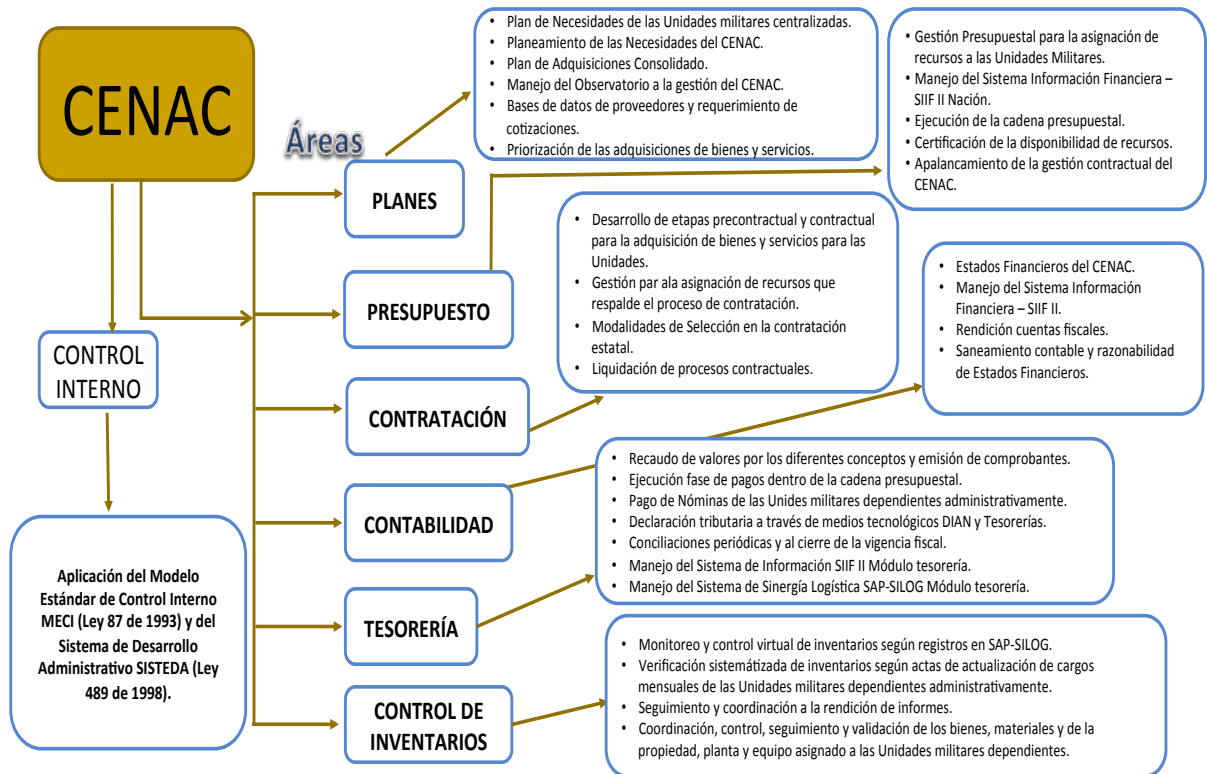 CENAC
Áreas
CONTROL
INTERNO
Aplicación del Modelo
Estándar de Control Interno
MECI (Ley 87 de 1993) y del
Sistema de Desarrollo
Administrativo SISTEDA (Ley
489 de 1998).
PLANES
• Plan de Necesidades de las Unidades militares centralizadas.
• Planeamiento de las Necesidades del CENAC.
• Plan de Adquisiciones Consolidado.
• Manejo del Observatorio a la gestión del CENAC.
• Bases de datos de proveedores y requerimiento de
cotizaciones.
• Priorización de las adquisiciones de bienes y servicios.
PRESUPUESTO
• Gestión Presupuestal para la asignación de
recursos a las Unidades Militares.
• Manejo del Sistema Información Financiera –
SIIF II Nación.
• Ejecución de la cadena presupuestal.
• Certificación de la disponibilidad de recursos.
• Apalancamiento de la gestión contractual del
CENAC.
CONTRATACIÓN
• Desarrollo de etapas precontractual y contractual
para la adquisición de bienes y servicios para las
Unidades.
• Gestión par ala asignación de recursos que
respalde el proceso de contratación.
• Modalidades de Selección en la contratación
estatal.
• Liquidación de procesos contractuales.
CONTABILIDAD
• Estados Financieros del CENAC.
• Manejo del Sistema Información
Financiera – SIIF II.
• Rendición cuentas fiscales.
• Saneamiento contable y razonabilidad
de Estados Financieros.
TESORERÍA
• Recaudo de valores por los diferentes conceptos y emisión de comprobantes.
• Ejecución fase de pagos dentro de la cadena presupuestal.
• Pago de Nóminas de las Unides militares dependientes administrativamente.
• Declaración tributaria a través de medios tecnológicos DIAN y Tesorerías.
• Conciliaciones periódicas y al cierre de la vigencia fiscal.
• Manejo del Sistema de Información SIIF II Módulo tesorería.
• Manejo del Sistema de Sinergía Logística SAP-SILOG Módulo tesorería.
CONTROL DE
INVENTARIOS
• Monitoreo y control virtual de inventarios según registros en SAP-SILOG.
• Verificación sistemátizada de inventarios según actas de actualización de cargos
mensuales de las Unidades militares dependientes administrativamente.
• Seguimiento y coordinación a la rendición de informes.
• Coordinación, control, seguimiento y validación de los bienes, materiales y de la
propiedad, planta y equipo asignado a las Unidades militares dependientes.